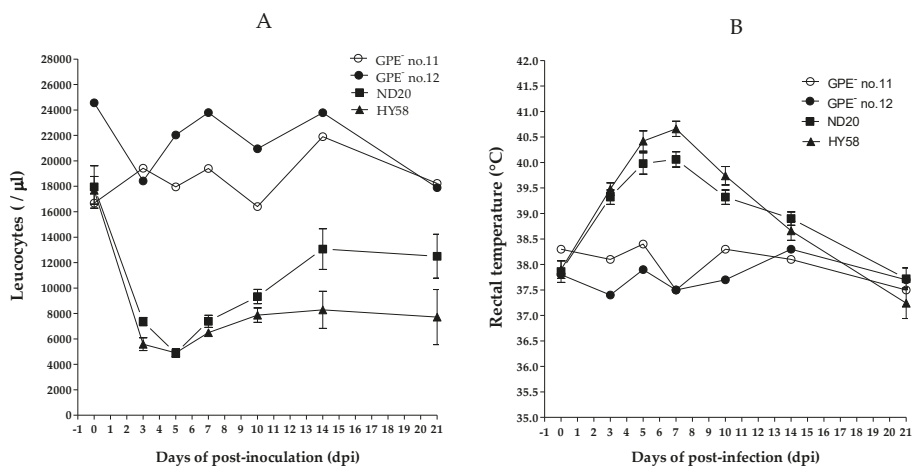 A
GPE⁻ no.11
GPE⁻ no.12
ND20
HY58
Leucocytes ( / µl)
28000
26000
24000
22000
20000
18000
16000
14000
12000
10000
8000
6000
4000
2000
0
-1 0 1 2 3 4 5 6 7 8 9 10 11 12 13 14 15 16 17 18 19 20 21
Days of post-inoculation (dpi)
B
GPE⁻ no.11
GPE⁻ no.12
ND20
HY58
Rectal temperature (°C)
42.0
41.5
41.0
40.5
40.0
39.5
39.0
38.5
38.0
37.5
37.0
36.5
36.0
35.5
35.0
-1 0 1 2 3 4 5 6 7 8 9 10 11 12 13 14 15 16 17 18 19 20 21
Days of post-infection (dpi)